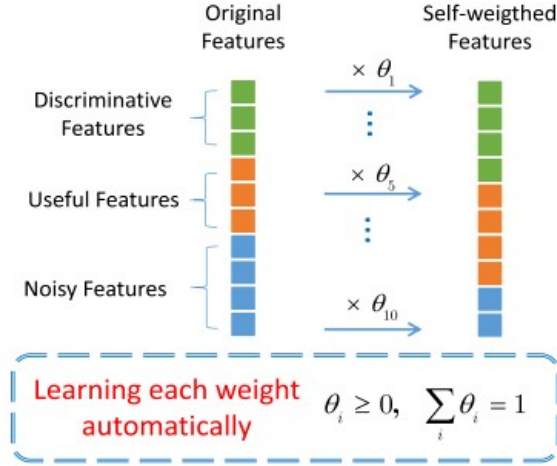 Original
Features
Self-weigthed
Features
Discriminative
Features
× θ₁
Useful Features
× θ₅
Noisy Features
× θ₁₀
Learning each weight
automatically
θᵢ ≥ 0, ∑ᵢ θᵢ = 1